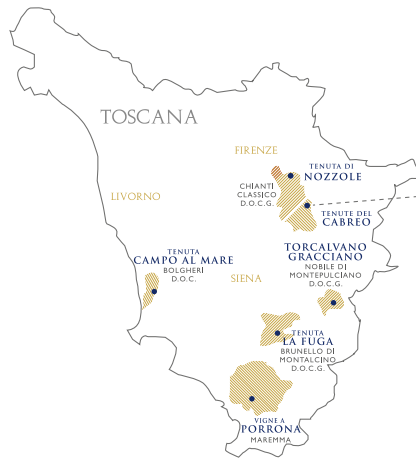 TOSCANA
FIRENZE
TENUTA DI
NOZZOLE
CHIANTI
CLASSICO
D.O.C.G.
LIVORNO
TENUTE DEL
CABREO
TORCALVANO
GRACCIANO
NOBILE DI
MONTEPULCIANO
D.O.C.G.
TENUTA
CAMPO AL MARE
BOLGHERI
D.O.C.
SIENA
TENUTA
LA FUGA
BRUNELLO DI
MONTALCINO
D.O.C.G.
VIGNE A
PORRONA
MAREMMA